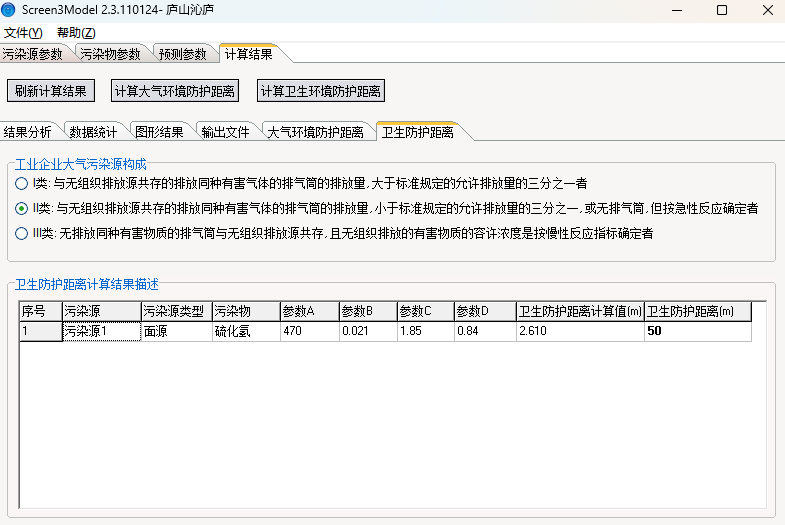 Screen3Model 2.3.110124- 庐山沁庐
文件(Y) 帮助(Z)
污染源参数 污染物参数 预测参数 计算结果
刷新计算结果 计算大气环境防护距离 计算卫生环境防护距离
结果分析 数据统计 图形结果 输出文件 大气环境防护距离 卫生防护距离
工业企业大气污染源构成
I类: 与无组织排放源共存的排放同种有害气体的排气筒的排放量, 大于标准规定的允许排放量的三分之一者
II类: 与无组织排放源共存的排放同种有害气体的排气筒的排放量, 小于标准规定的允许排放量的三分之一, 或无排气筒, 但按急性反应确定者
III类: 无排放同种有害物质的排气筒与无组织排放源共存, 且无组织排放的有害物质的容许浓度是按慢性反应指标确定者
卫生防护距离计算结果描述
序号 污染源 污染源类型 污染物 参数A 参数B 参数C 参数D 卫生防护距离计算值(m) 卫生防护距离(m)
1 污染源1 面源 硫化氢 470 0.021 1.85 0.84 2.610 50